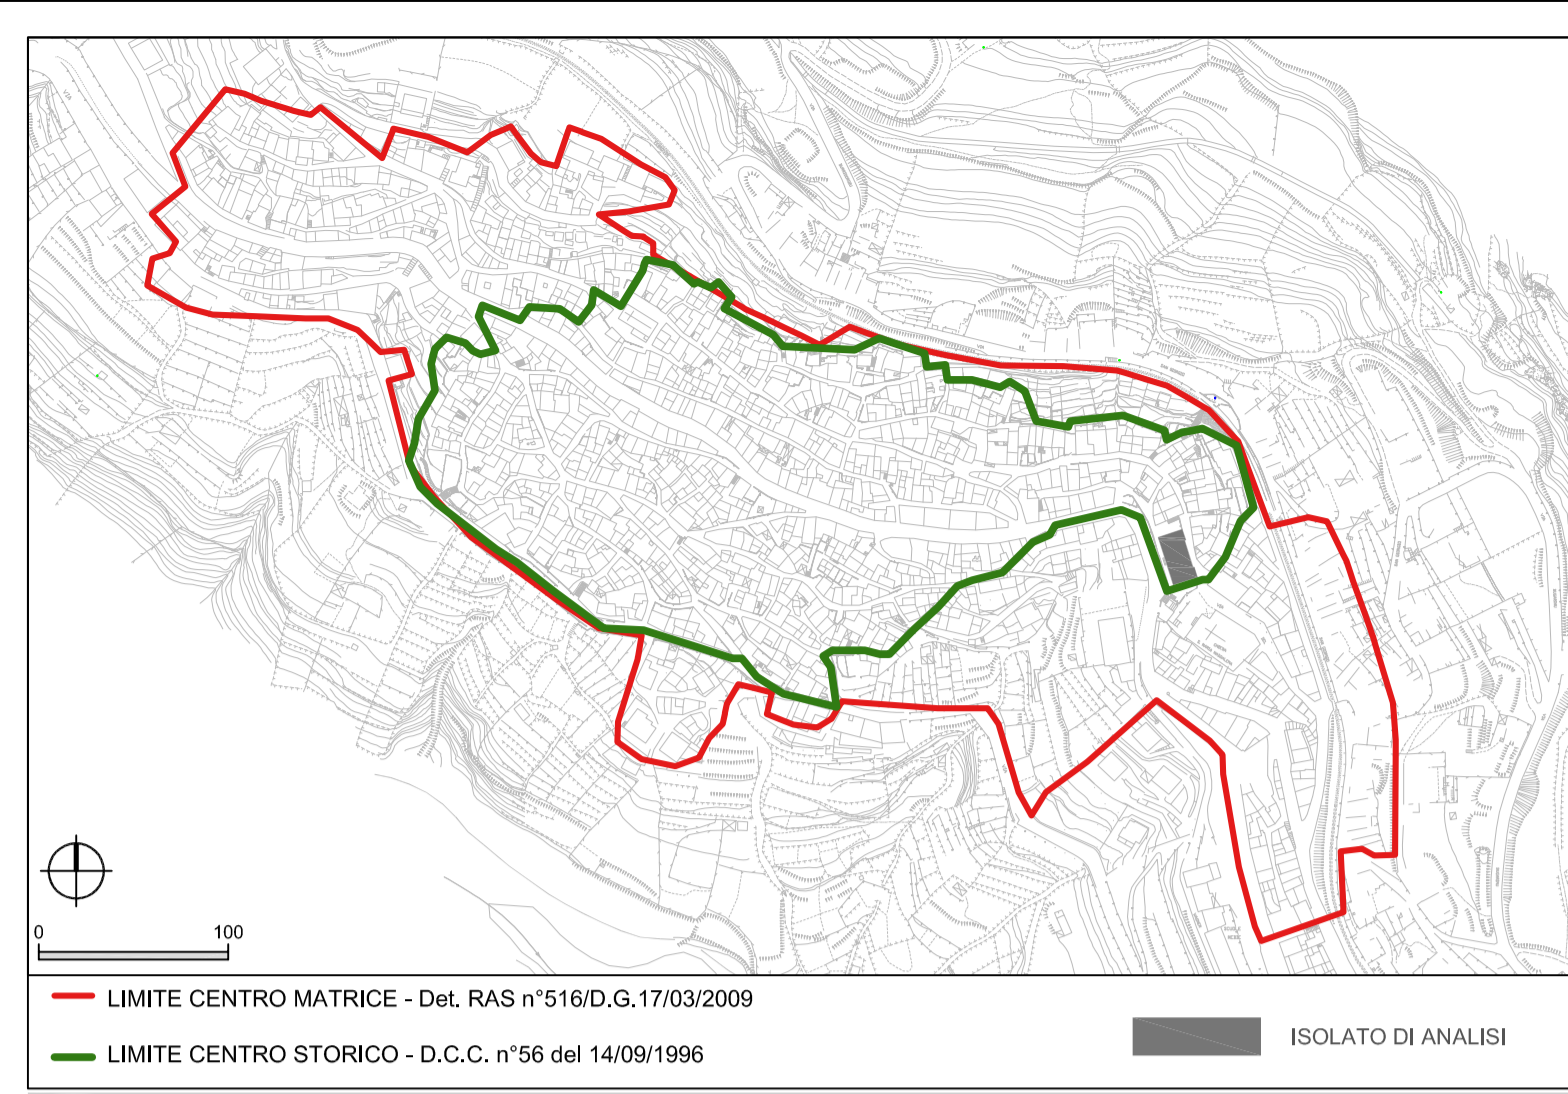 0 100
LIMITE CENTRO MATRICE - Det. RAS n°516/D.G.17/03/2009
LIMITE CENTRO STORICO - D.C.C. n°56 del 14/09/1996
ISOLATO DI ANALISI